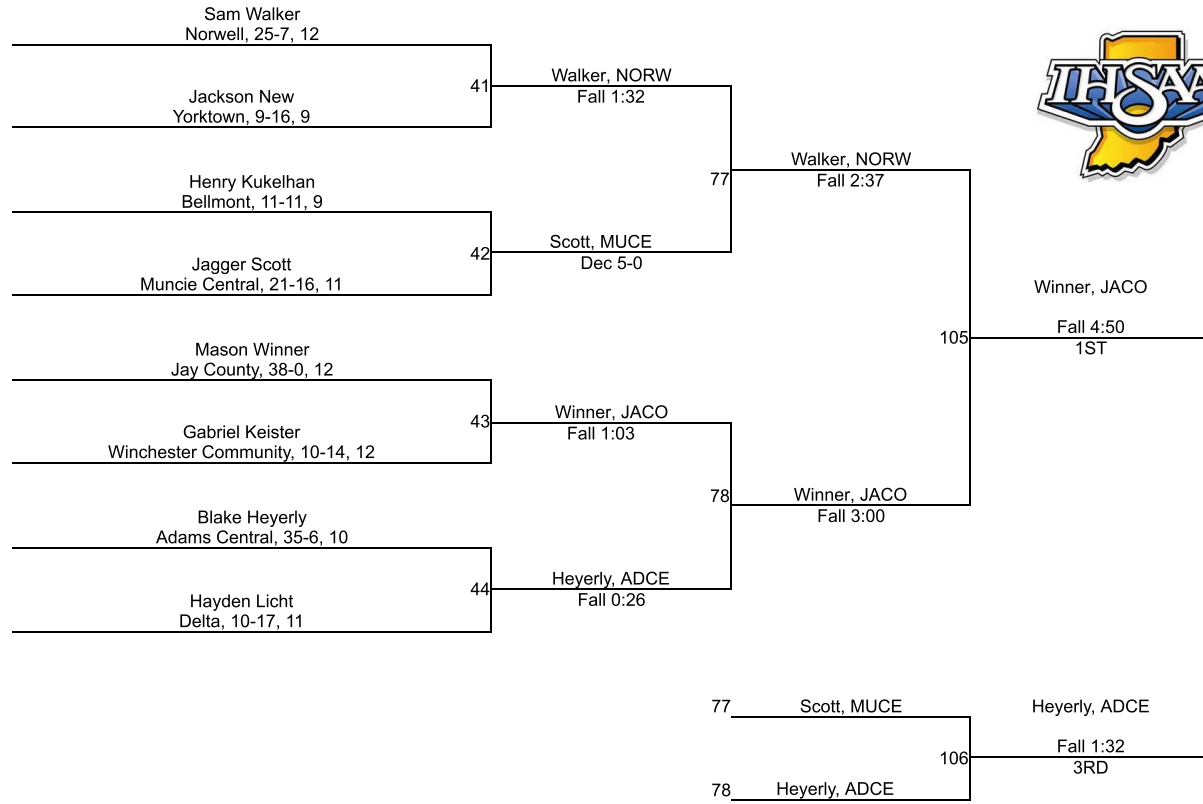 Sam Walker
Norwell, 25-7, 12
Jackson New
Yorktown, 9-16, 9
Henry Kukelhan
Bellmont, 11-11, 9
Jagger Scott
Muncie Central, 21-16, 11
Mason Winner
Jay County, 38-0, 12
Gabriel Keister
Winchester Community, 10-14, 12
Blake Heyerly
Adams Central, 35-6, 10
Hayden Licht
Delta, 10-17, 11
41
Walker, NORW
Fall 1:32
42
Scott, MUCE
Dec 5-0
43
Winner, JACO
Fall 1:03
44
Heyerly, ADCE
Fall 0:26
77
Walker, NORW
Fall 2:37
78
Winner, JACO
Fall 3:00
IHSAA
105
Winner, JACO
Fall 4:50
1ST
77
Scott, MUCE
78
Heyerly, ADCE
106
Heyerly, ADCE
Fall 1:32
3RD